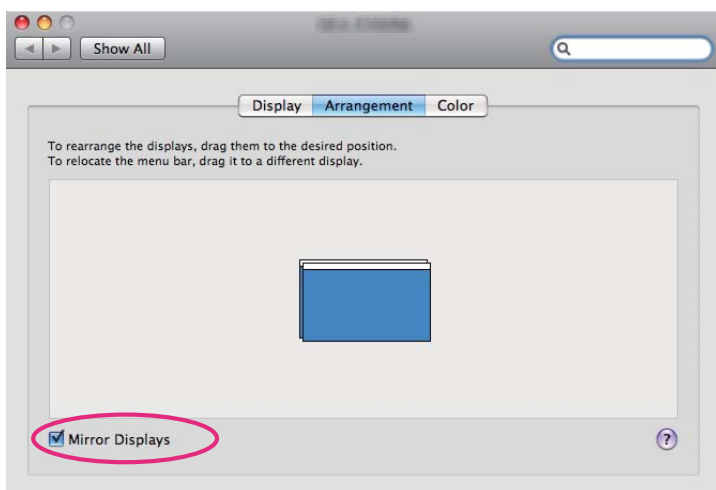 Show All
Display Arrangement Color
To rearrange the displays, drag them to the desired position.
To relocate the menu bar, drag it to a different display.
Mirror Displays
?